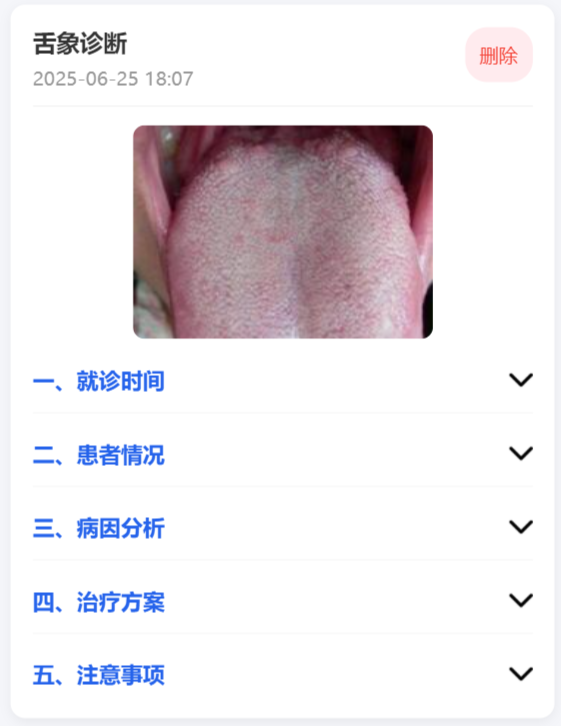 舌象诊断
删除
2025-06-25 18:07
一、就诊时间
二、患者情况
三、病因分析
四、治疗方案
五、注意事项